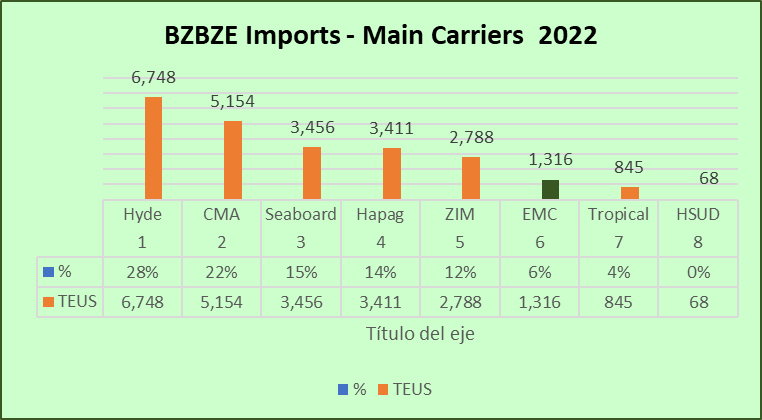 BZBZE Imports - Main Carriers 2022
6,748
5,154
3,456
3,411
2,788
1,316
845
68
Hyde CMA Seaboard Hapag ZIM EMC Tropical HSUD
1 2 3 4 5 6 7 8
% 28% 22% 15% 14% 12% 6% 4% 0%
TEUS 6,748 5,154 3,456 3,411 2,788 1,316 845 68
Título del eje
% TEUS